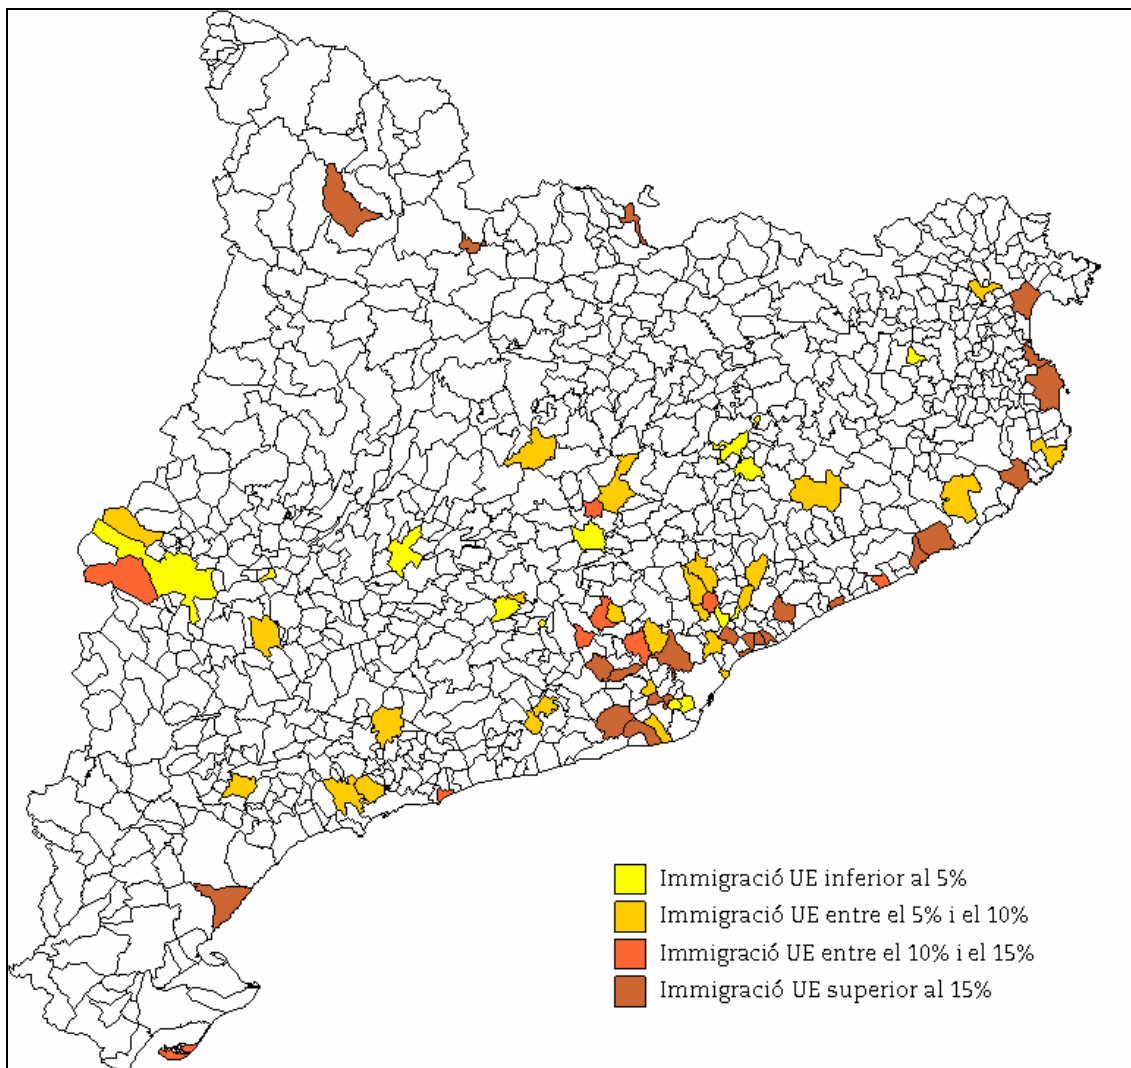 Immigració UE inferior al 5%
Immigració UE entre el 5% i el 10%
Immigració UE entre el 10% i el 15%
Immigració UE superior al 15%